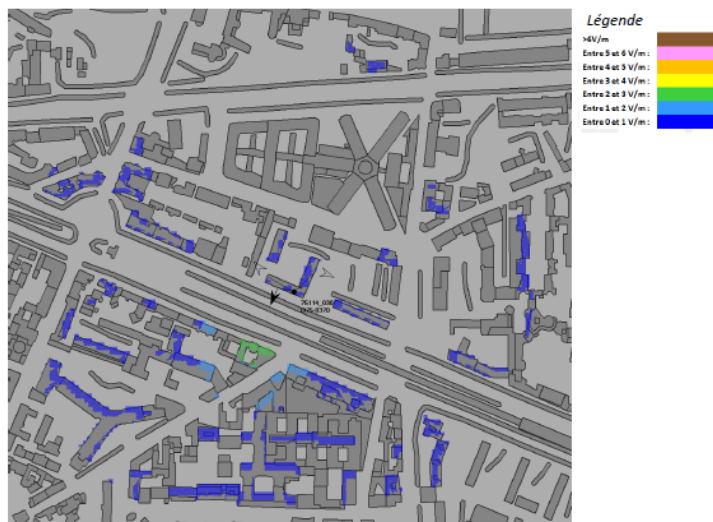 Légende
>6V/m
Entre 5 et 6 V/m :
Entre 4 et 5 V/m :
Entre 3 et 4 V/m :
Entre 2 et 3 V/m :
Entre 1 et 2 V/m :
Entre 0 et 1 V/m :